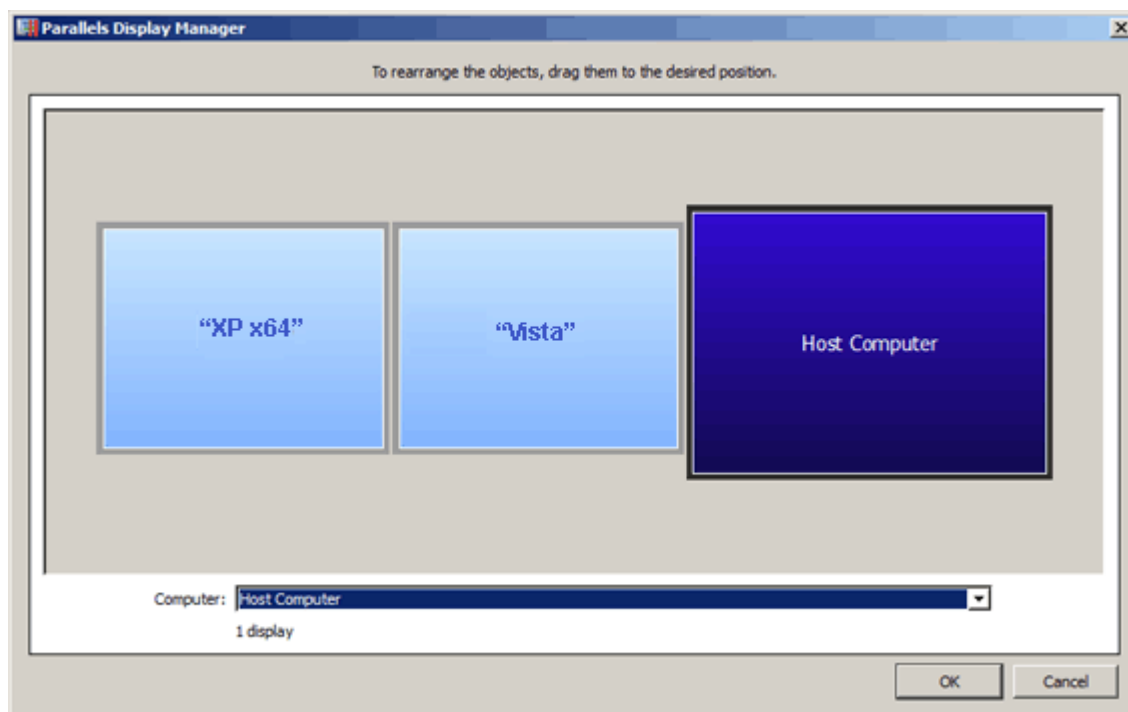 Parallels Display Manager
To rearrange the objects, drag them to the desired position.
“XP x64”
“Vista”
Host Computer
Computer: Host Computer
1 display
OK Cancel